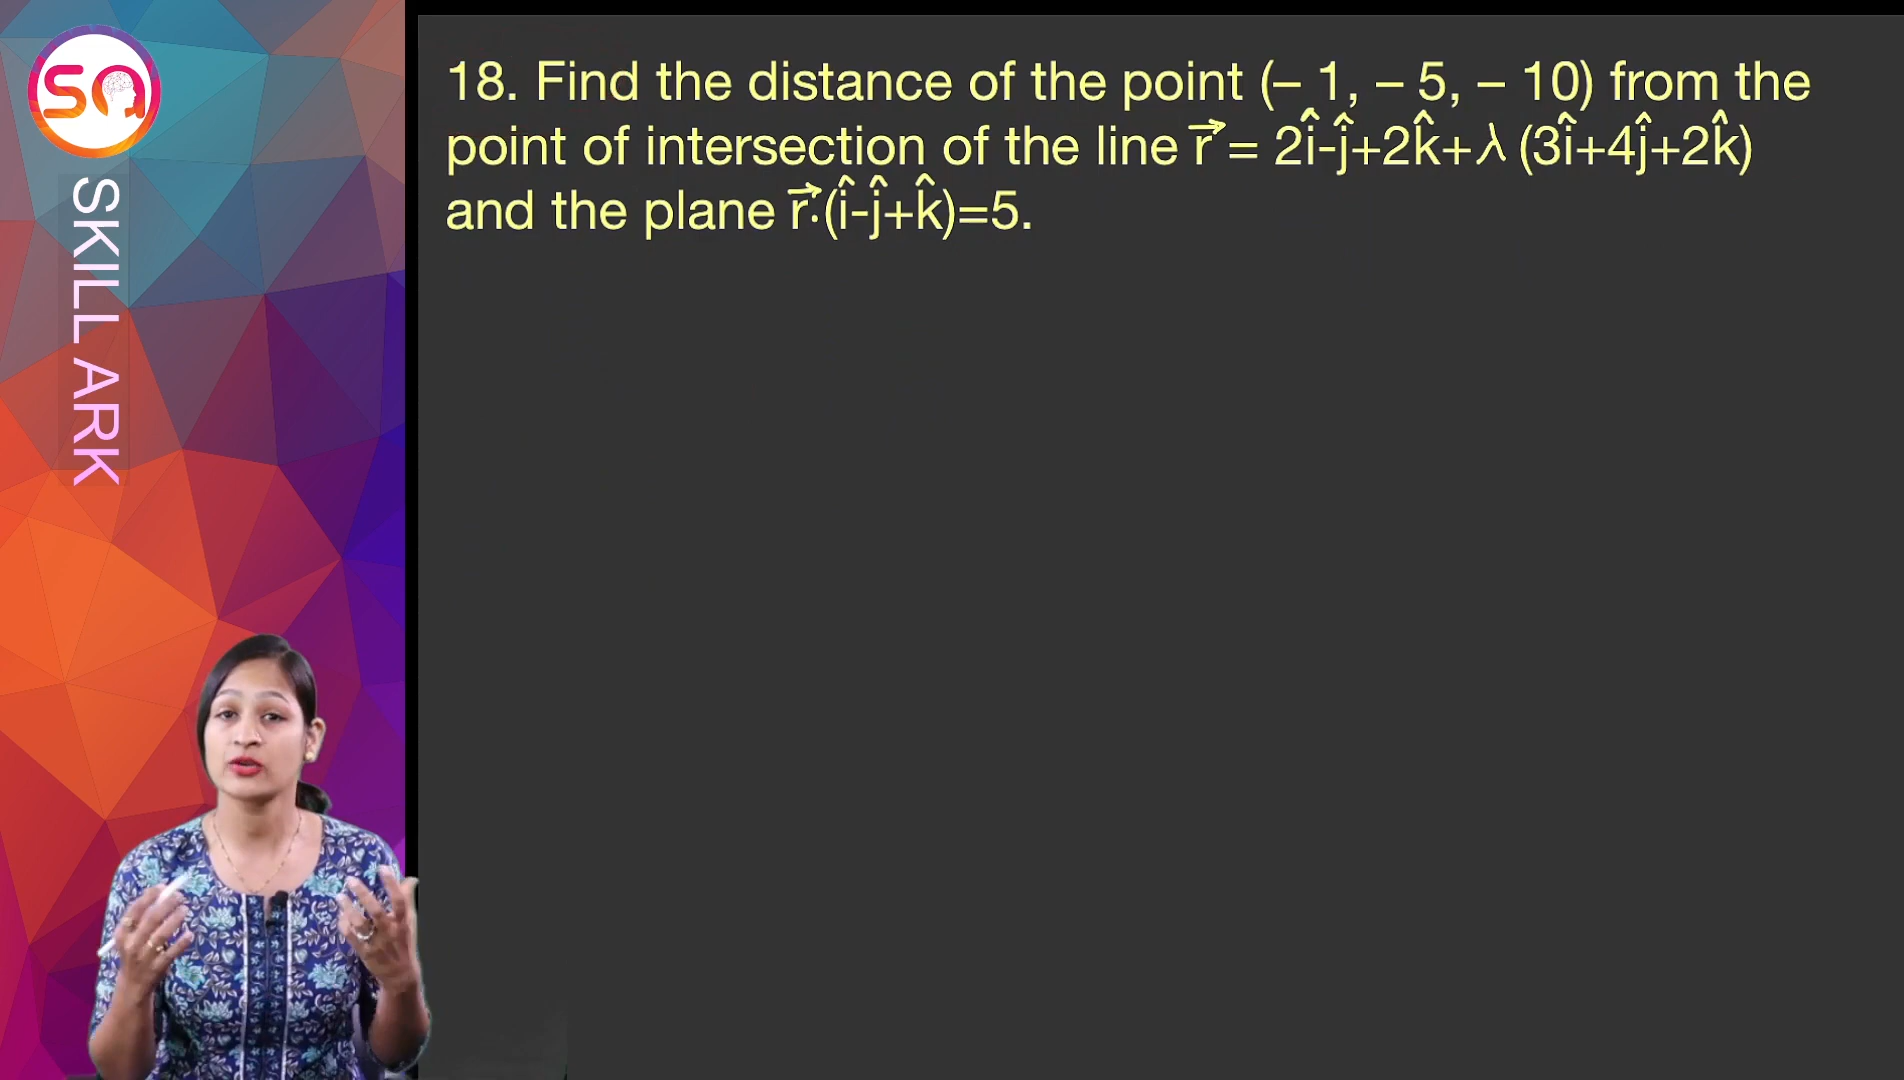 SKILL ARK
18. Find the distance of the point (– 1, – 5, – 10) from the
point of intersection of the line r⃗ = 2î-ĵ+2k̂+λ (3î+4ĵ+2k̂)
and the plane r⃗.(î-ĵ+k̂)=5.